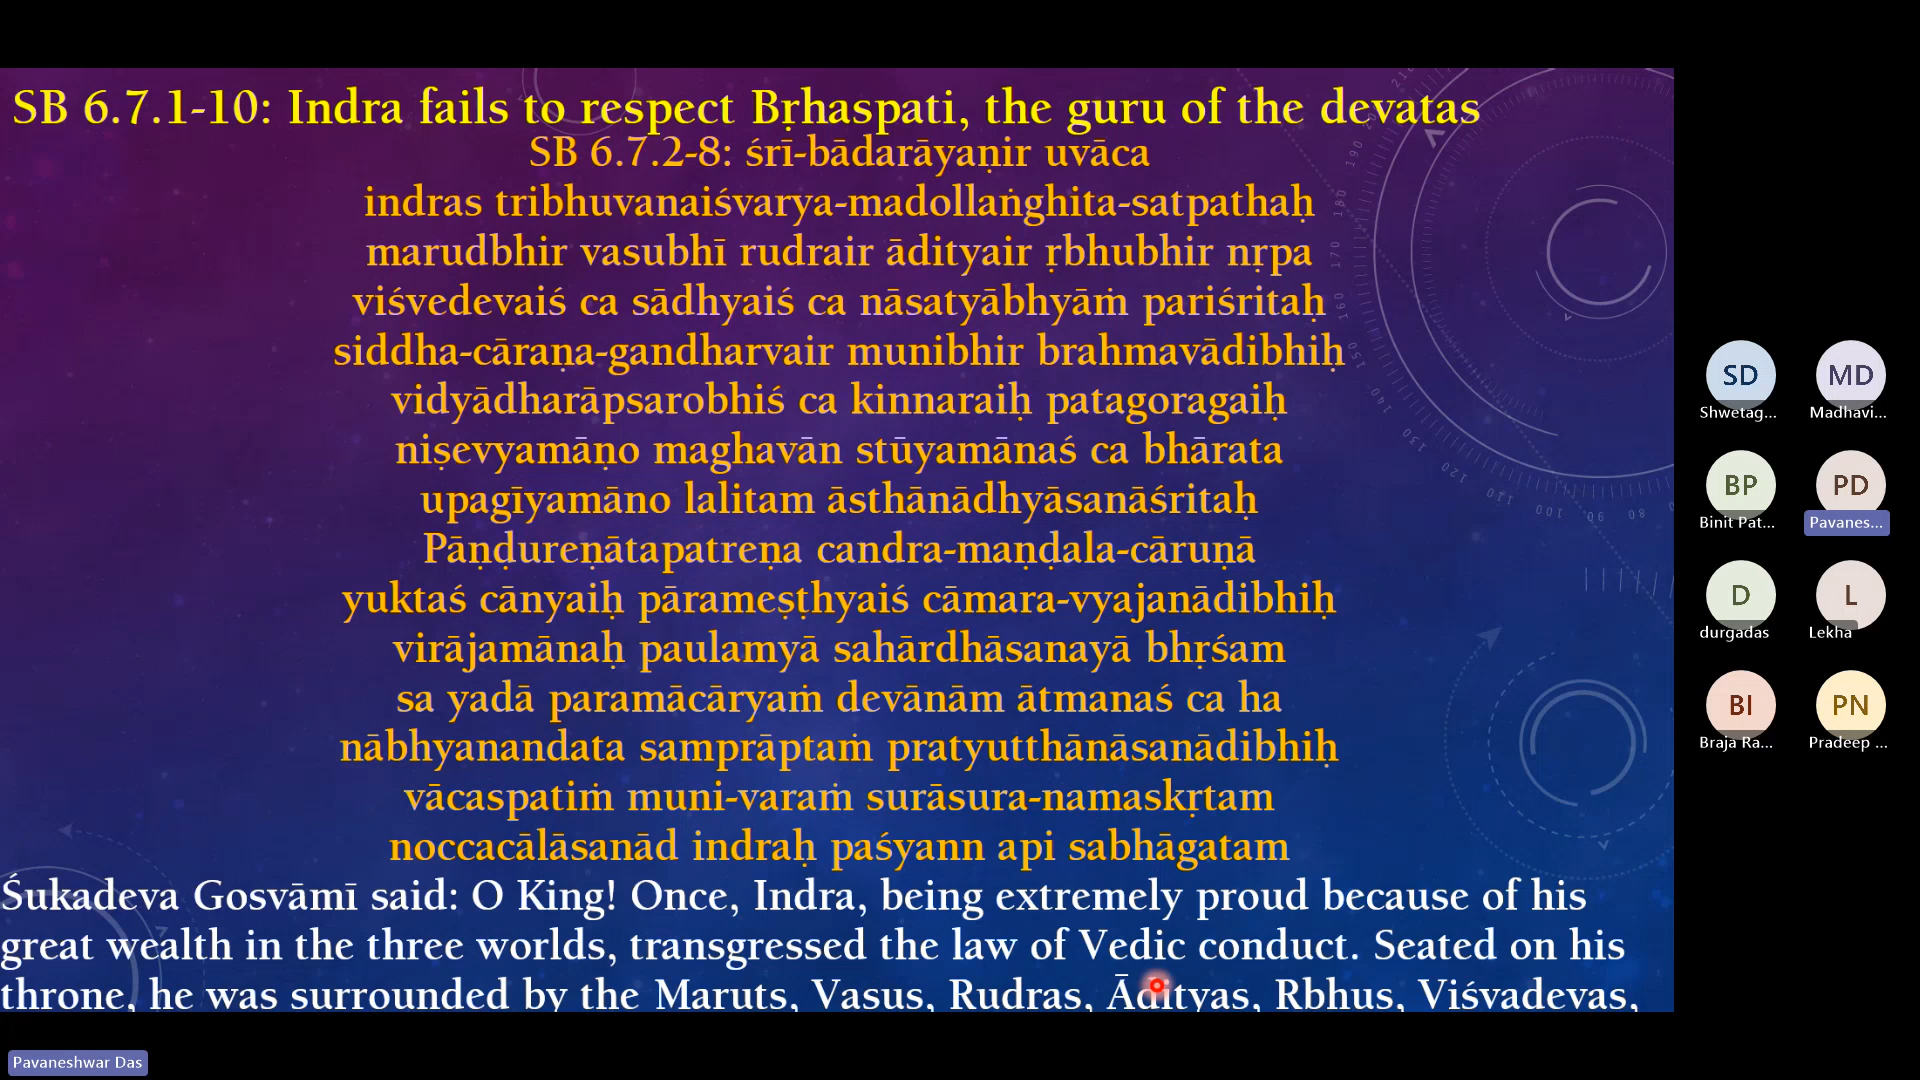 SB 6.7.1-10: Indra fails to respect Bṛhaspati, the guru of the devatas
SB 6.7.2-8: śrī-bādarāyaṇir uvāca
indras tribhuvanaiśvarya-madollaṅghita-satpathaḥ
marudbhir vasubhī rudrair ādityair ṛbhubhir nṛpa
viśvedevaiś ca sādhyaiś ca nāsatyābhyāṁ pariśritaḥ
siddha-cāraṇa-gandharvair munibhir brahmavādibhiḥ
vidyādharāpsarobhiś ca kinnaraiḥ patagoragaiḥ
niṣevyamāṇo maghavān stūyamānaś ca bhārata
upagīyamāno lalitam āsthānādhyāsanāśritaḥ
Pāṇḍureṇātapatreṇa candra-maṇḍala-cāruṇā
yuktaś cānyaiḥ pārameṣṭhyaiś cāmara-vyajanādibhiḥ
virājamānaḥ paulamyā sahārdhāsanayā bhṛśam
sa yadā paramācāryaṁ devānām ātmanaś ca ha
nābhyanandata samprāptaṁ pratyutthānāsanādibhiḥ
vācaspatiṁ muni-varaṁ surāsura-namaskṛtam
noccacālāsanād indraḥ paśyann api sabhāgatam
Śukadeva Gosvāmī said: O King! Once, Indra, being extremely proud because of his
great wealth in the three worlds, transgressed the law of Vedic conduct. Seated on his
throne, he was surrounded by the Maruts, Vasus, Rudras, Ādityas, Rbhus, Viśvadevas,
SD MD
Shwetag... Madhavi...
BP PD
Binit Pat... Pavanes...
D L
durgadas Lekha
BI PN
Braja Ra... Pradeep ...
Pavaneshwar Das